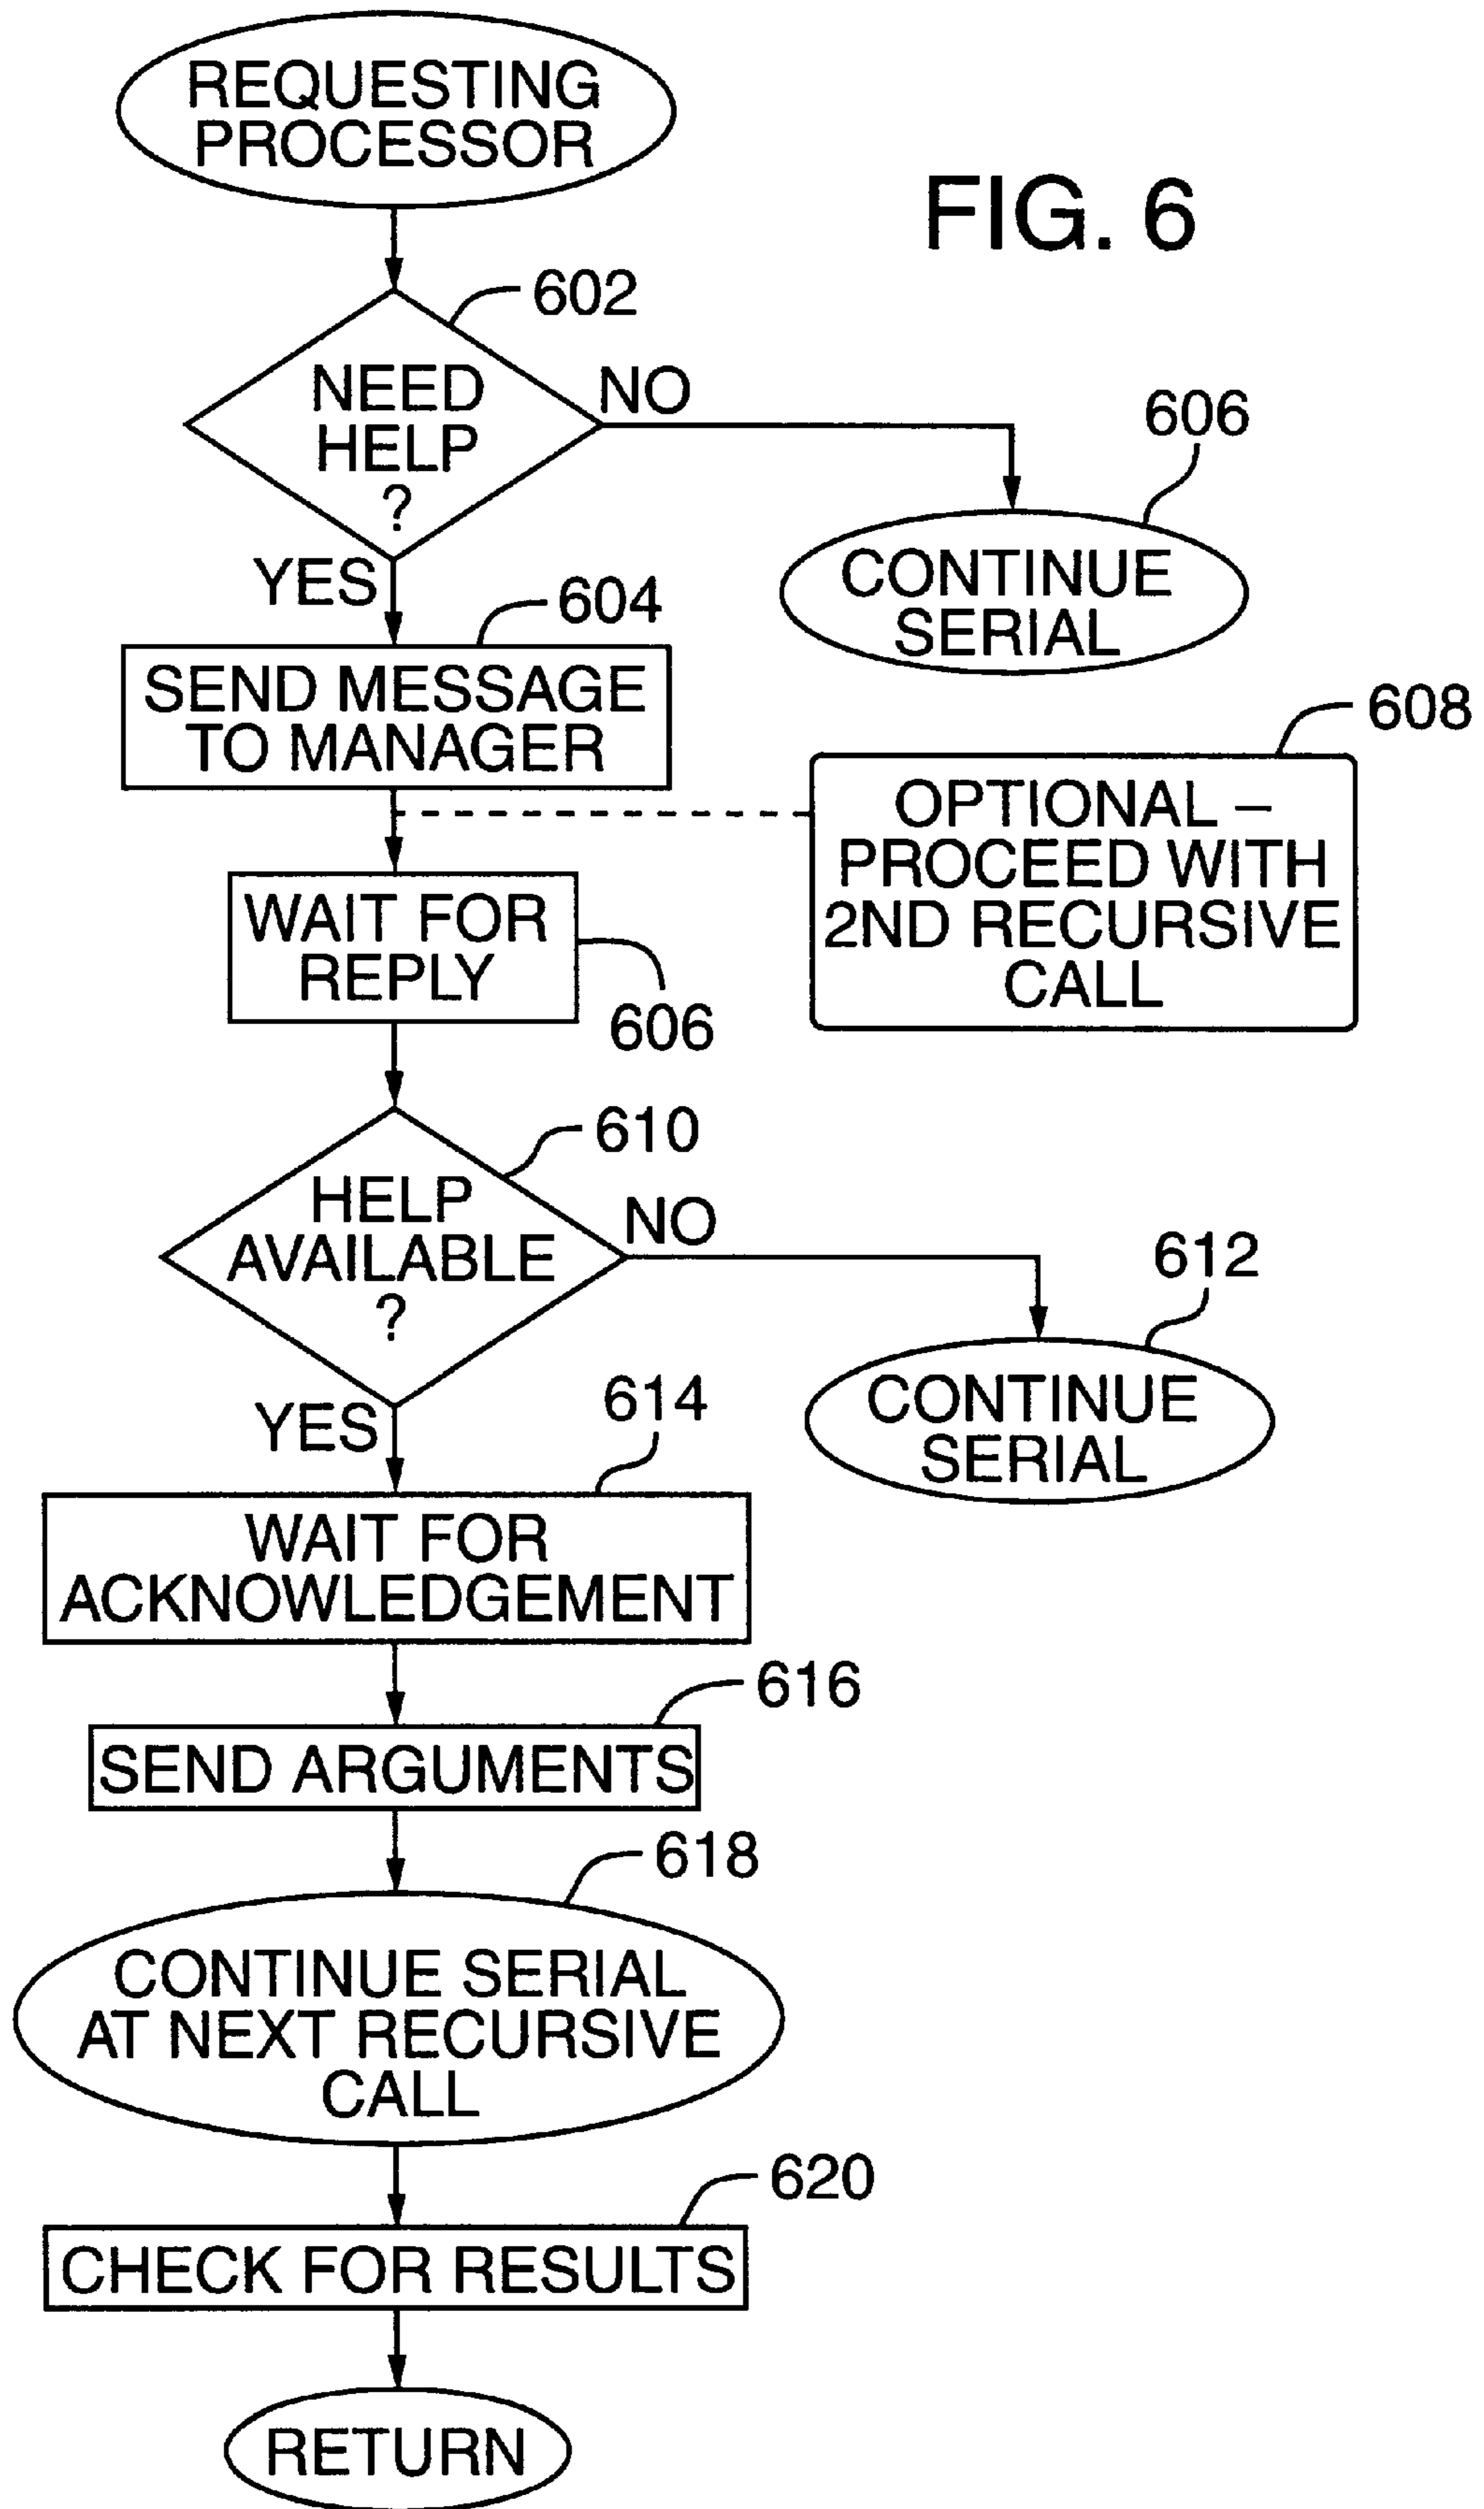 REQUESTING
PROCESSOR
FIG. 6
602
NEED
HELP
?
NO
606
CONTINUE
SERIAL
YES
604
SEND MESSAGE
TO MANAGER
608
OPTIONAL –
PROCEED WITH
2ND RECURSIVE
CALL
WAIT FOR
REPLY
606
610
HELP
AVAILABLE
?
NO
612
CONTINUE
SERIAL
YES
614
WAIT FOR
ACKNOWLEDGEMENT
616
SEND ARGUMENTS
618
CONTINUE SERIAL
AT NEXT RECURSIVE
CALL
620
CHECK FOR RESULTS
RETURN